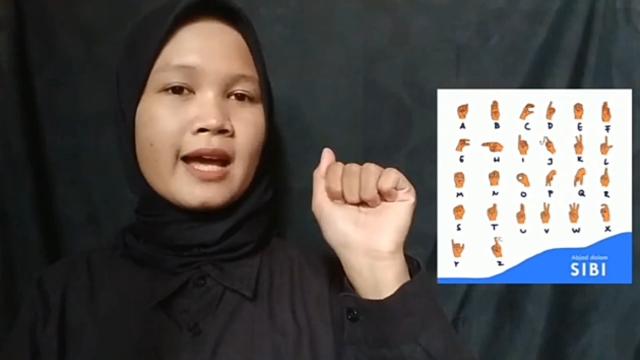 A B C D E F
G H I J K L
M N O P Q R
S T U V W X
Y Z
Abjad dalam
SIBI